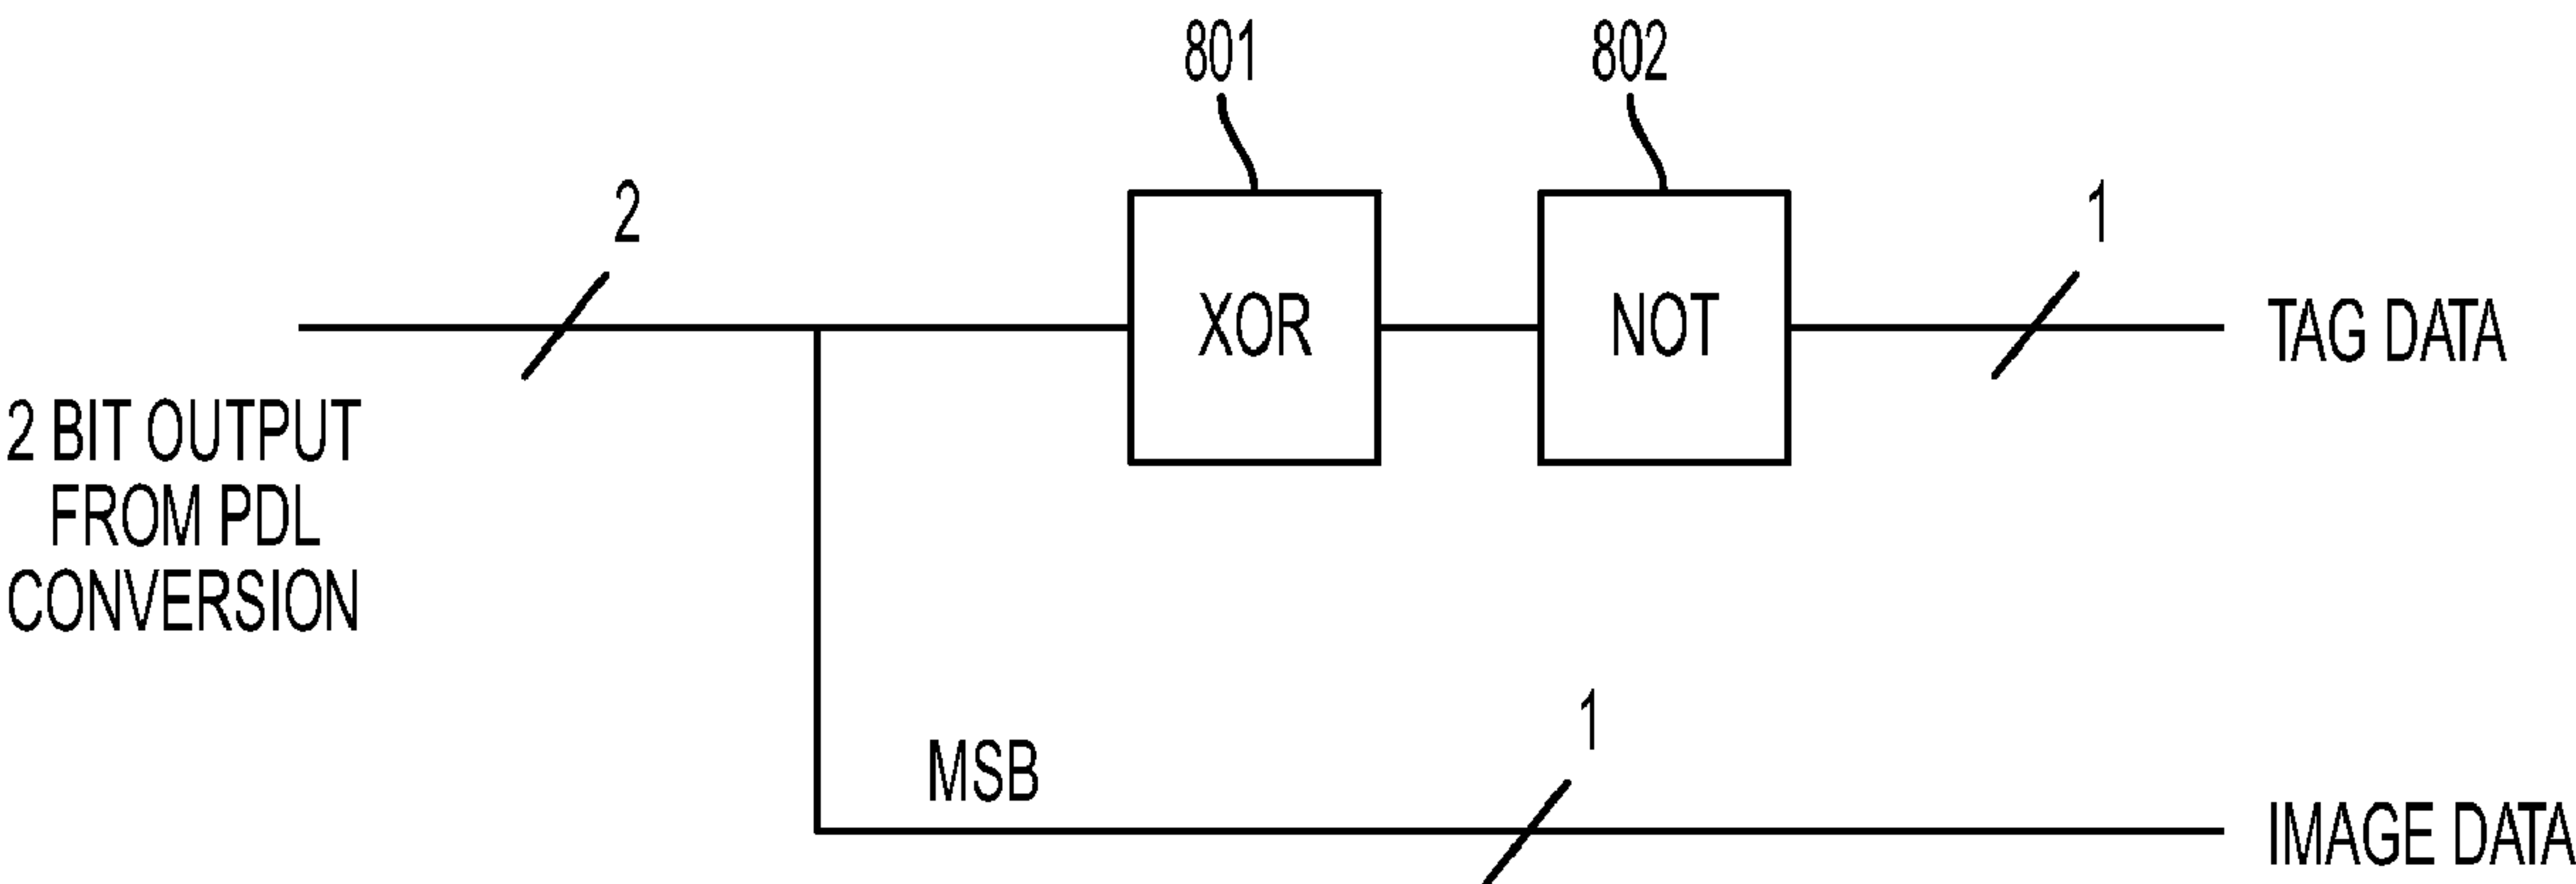 801
802
2
1
XOR
NOT
TAG DATA
2 BIT OUTPUT
FROM PDL
CONVERSION
1
MSB
IMAGE DATA